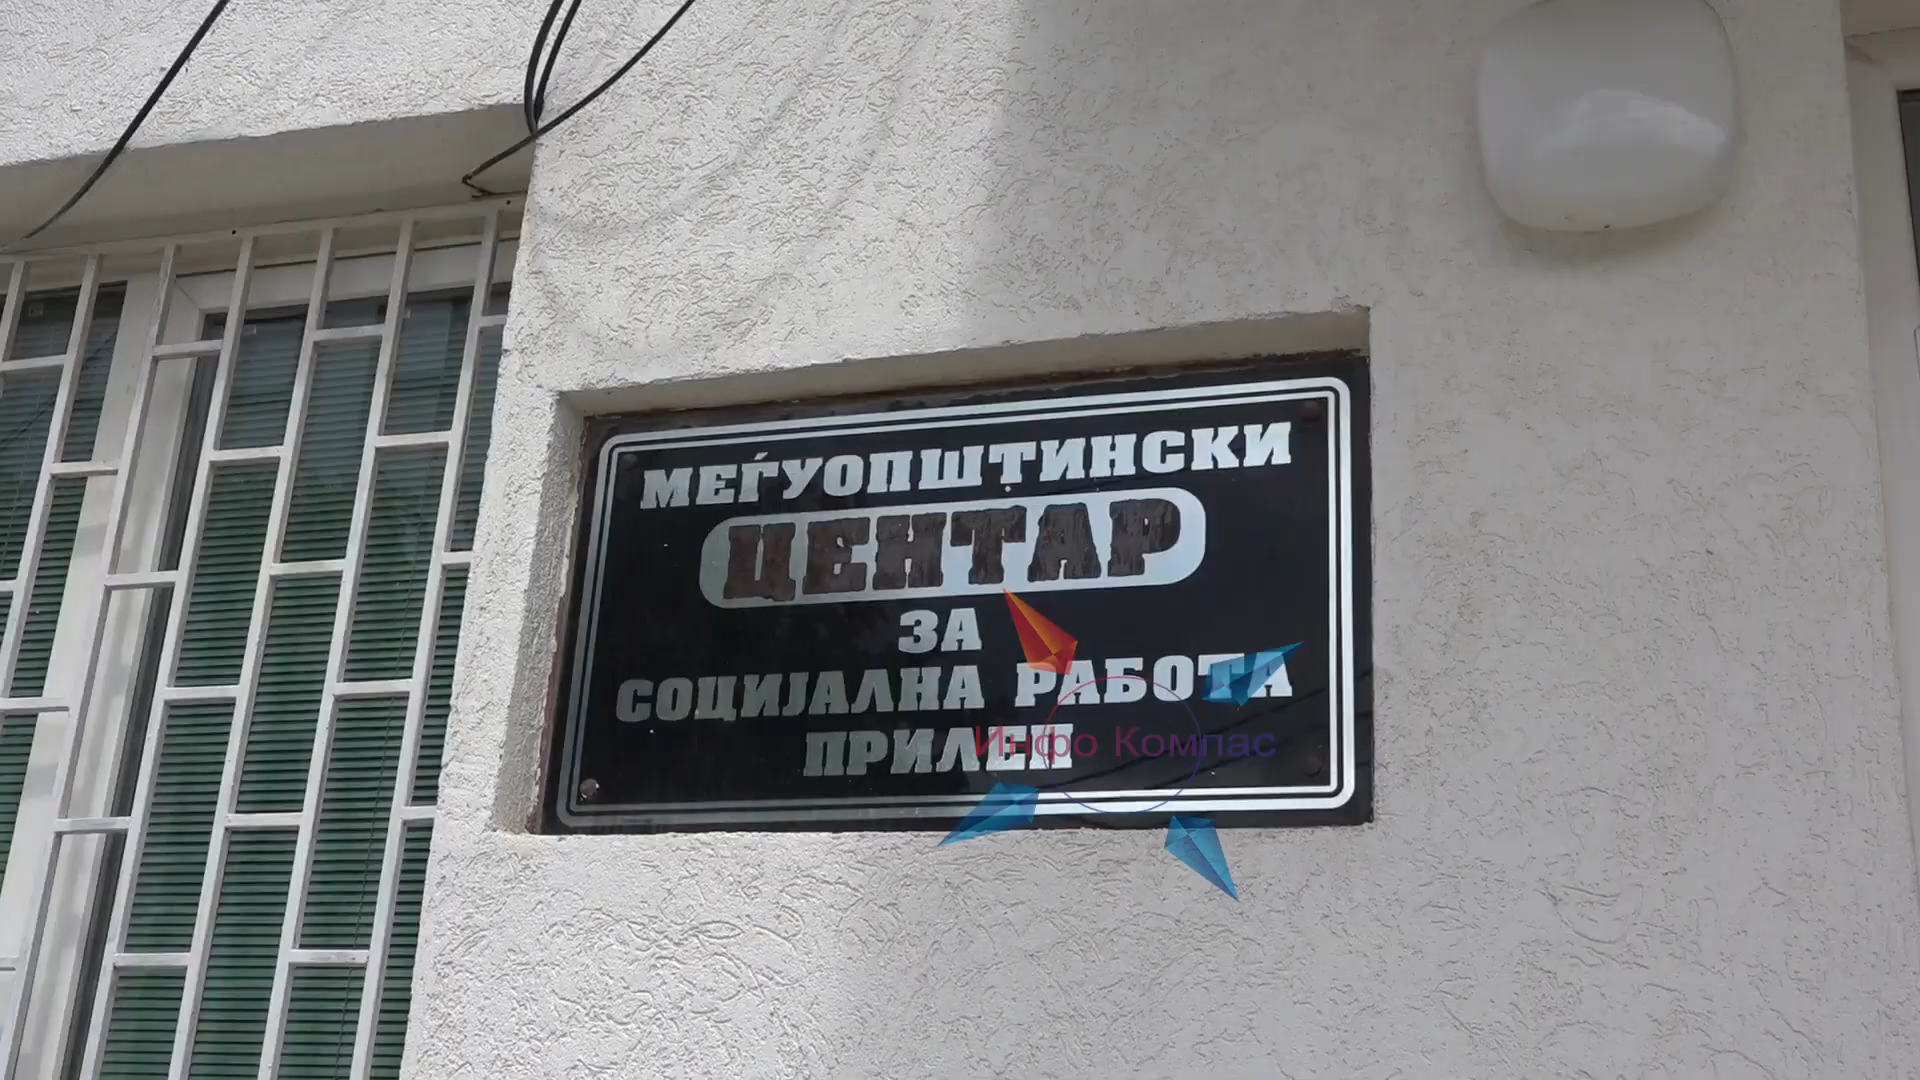 МЕЃУОПШТИНСКИ
ЦЕНТАР
ЗА
СОЦИЈАЛНА РАБОТА
ПРИЛЕП
Инфо Компас